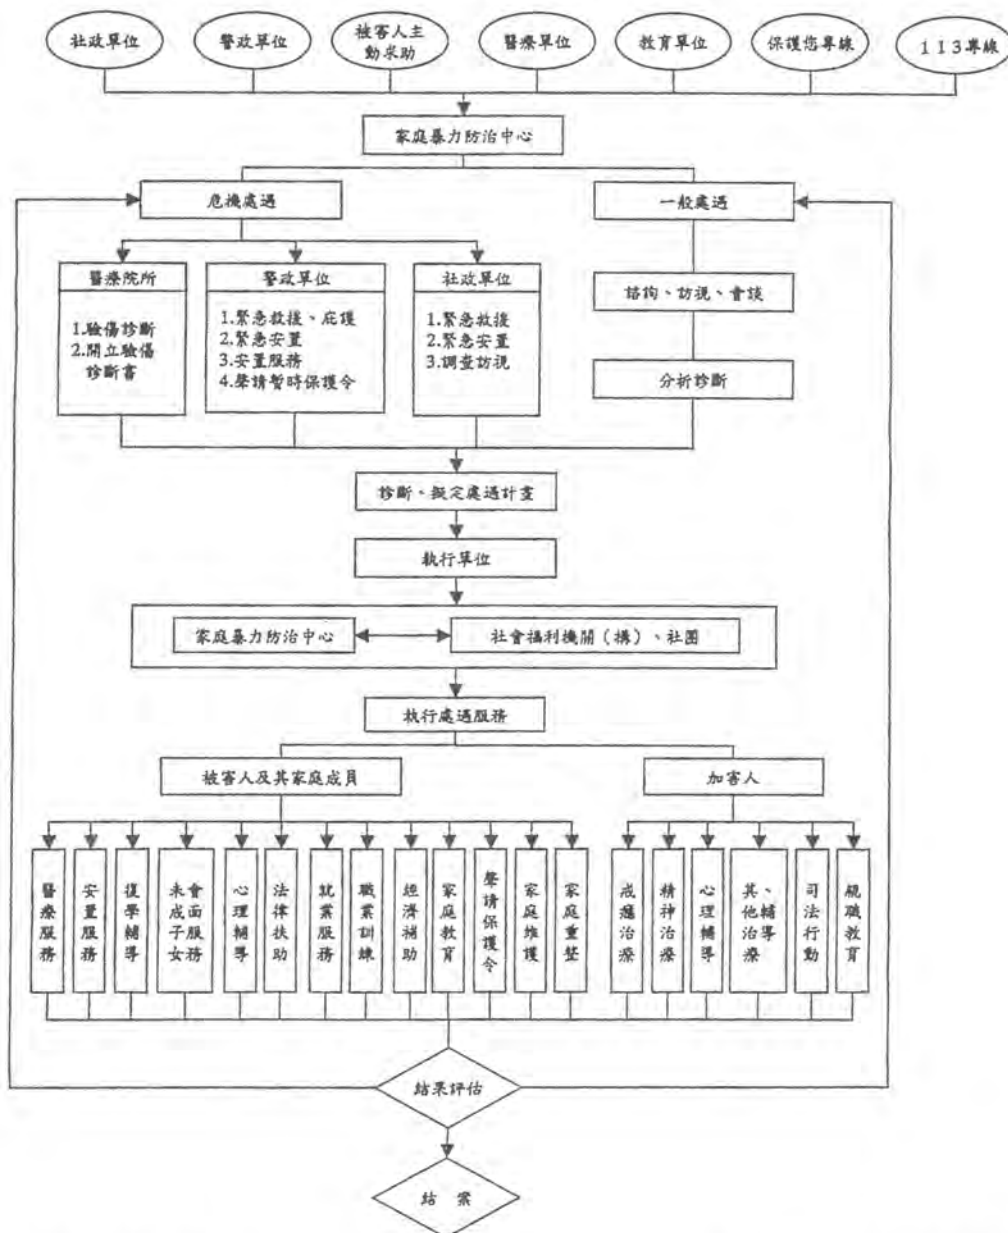 社政單位
警政單位
被害人主
動求助
醫療單位
教育單位
保護您專線
113專線
家庭暴力防治中心
危機處遇
一般處遇
醫療院所
1.驗傷診斷
2.開立驗傷
診斷書
警政單位
1.緊急救援、庇護
2.緊急安置
3.安置服務
4.聲請暫時保護令
社政單位
1.緊急救援
2.緊急安置
3.調查訪視
諮詢、訪視、會談
分析診斷
診斷、擬定處遇計畫
執行單位
家庭暴力防治中心
社會福利機關(構)、社團
執行處遇服務
被害人及其家庭成員
加害人
醫療服務
安置服務
復學輔導
會面服務
未成子女
心理輔導
法律扶助
就業服務
職業訓練
經濟補助
家庭教育
聲請保護令
家庭維護
家庭重整
戒癮治療
精神治療
心理輔導
、輔導
其他治療
司法行動
親職教育
結果評估
結 案